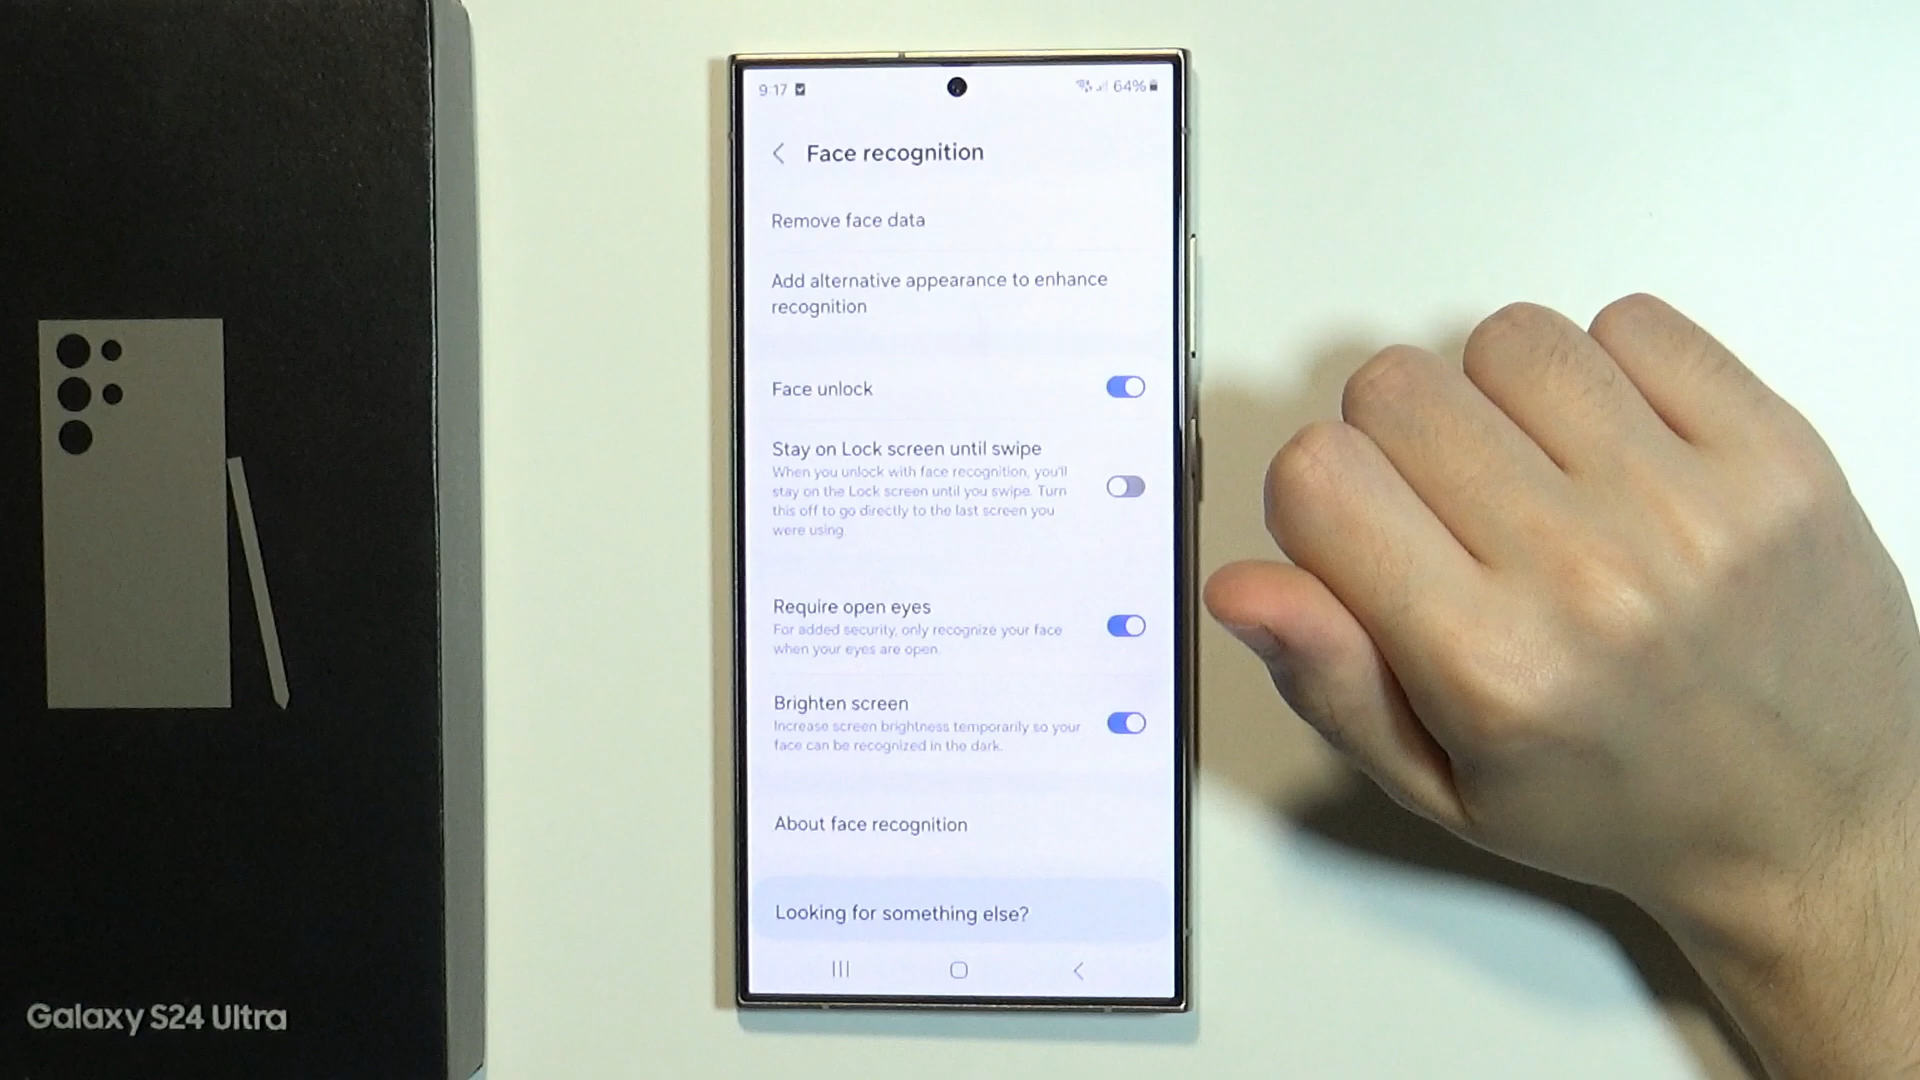 9:17
64%
Face recognition
Remove face data
Add alternative appearance to enhance
recognition
Face unlock
Stay on Lock screen until swipe
When you unlock with face recognition, you'll
stay on the Lock screen until you swipe. Turn
this off to go directly to the last screen you
were using.
Require open eyes
For added security, only recognize your face
when your eyes are open.
Brighten screen
Increase screen brightness temporarily so your
face can be recognized in the dark.
About face recognition
Looking for something else?
Galaxy S24 Ultra